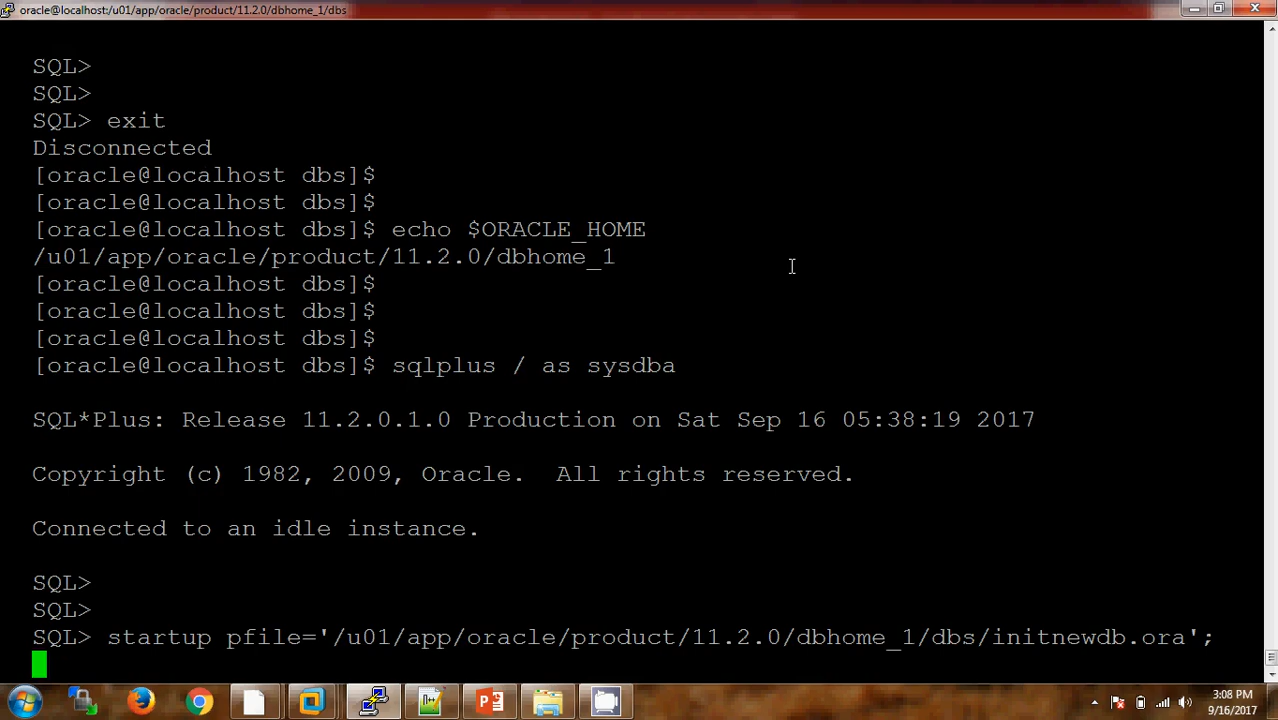 oracle@localhost:/u01/app/oracle/product/11.2.0/dbhome_1/dbs
SQL>
SQL>
SQL> exit
Disconnected
[oracle@localhost dbs]$
[oracle@localhost dbs]$
[oracle@localhost dbs]$ echo $ORACLE_HOME
/u01/app/oracle/product/11.2.0/dbhome_1
[oracle@localhost dbs]$
[oracle@localhost dbs]$
[oracle@localhost dbs]$
[oracle@localhost dbs]$ sqlplus / as sysdba
SQL*Plus: Release 11.2.0.1.0 Production on Sat Sep 16 05:38:19 2017
Copyright (c) 1982, 2009, Oracle.  All rights reserved.
Connected to an idle instance.
SQL>
SQL>
SQL> startup pfile='/u01/app/oracle/product/11.2.0/dbhome_1/dbs/initnewdb.ora';
3:08 PM
9/16/2017